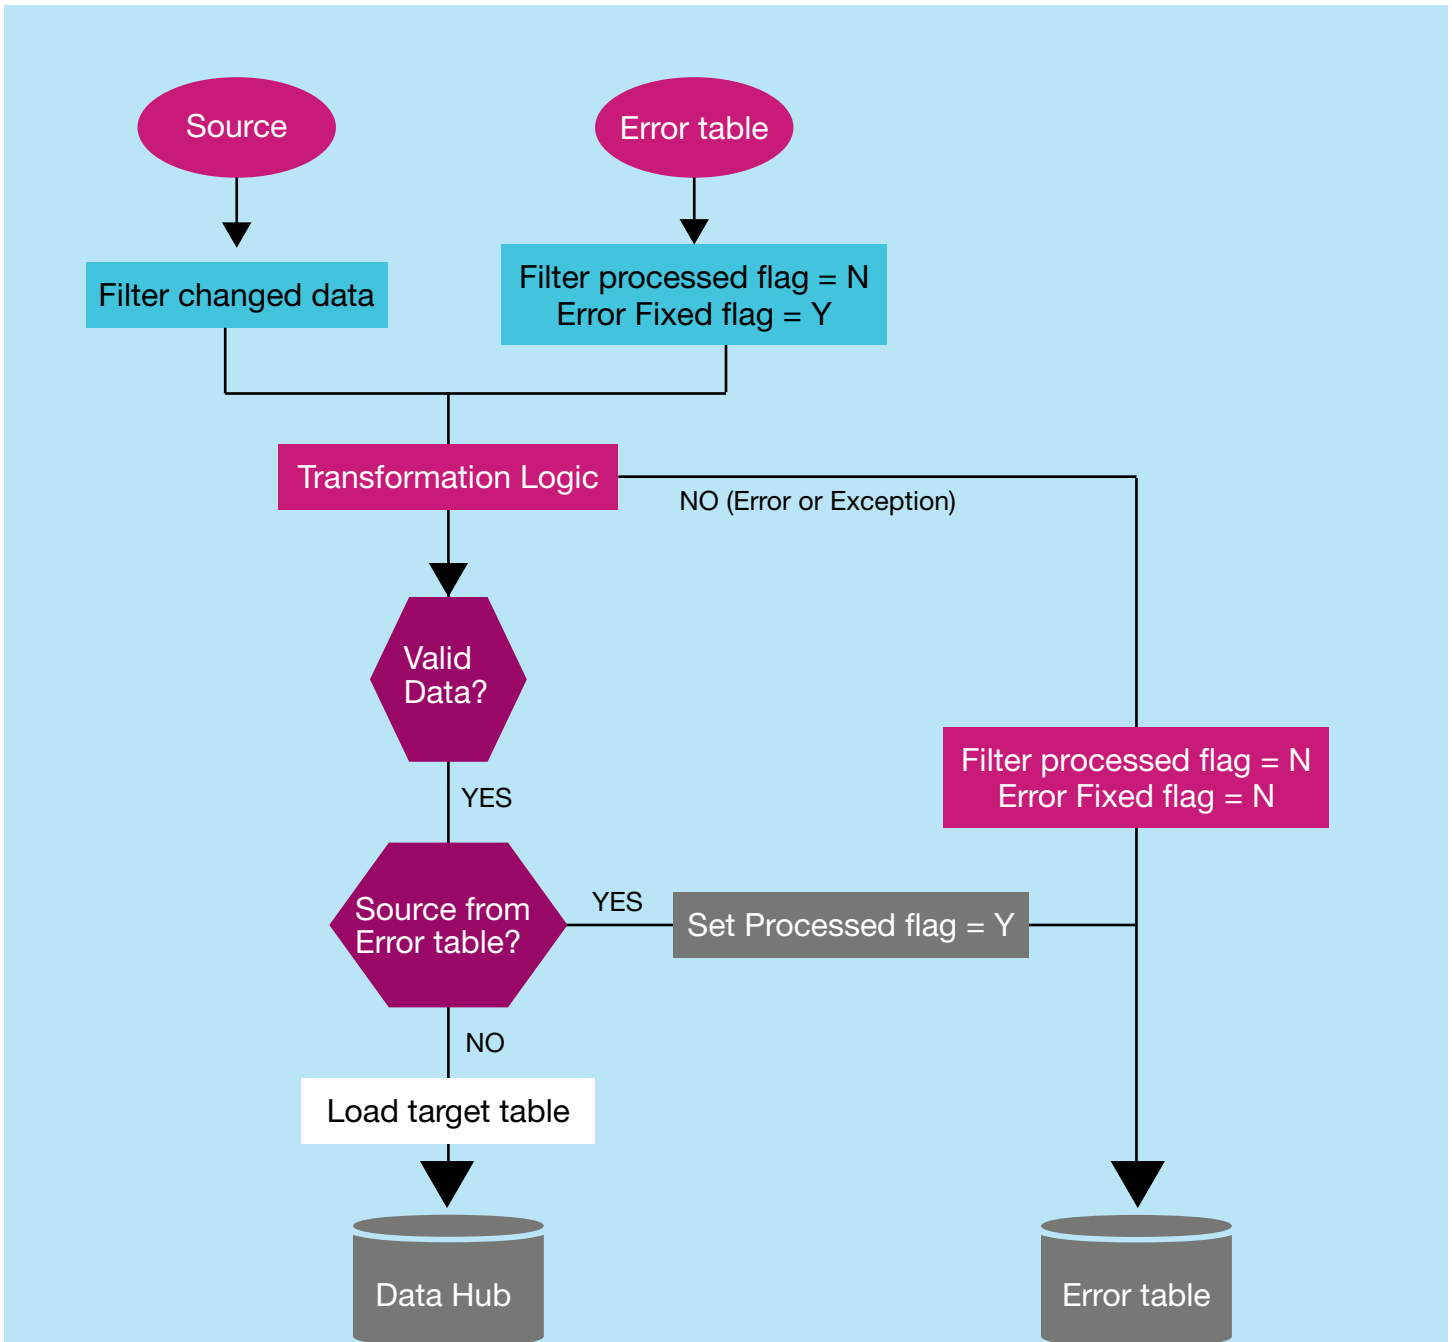 Source
Error table
Filter changed data
Filter processed flag = N
Error Fixed flag = Y
Transformation Logic
NO (Error or Exception)
Valid
Data?
YES
Filter processed flag = N
Error Fixed flag = N
Source from
Error table?
YES
Set Processed flag = Y
NO
Load target table
Data Hub
Error table